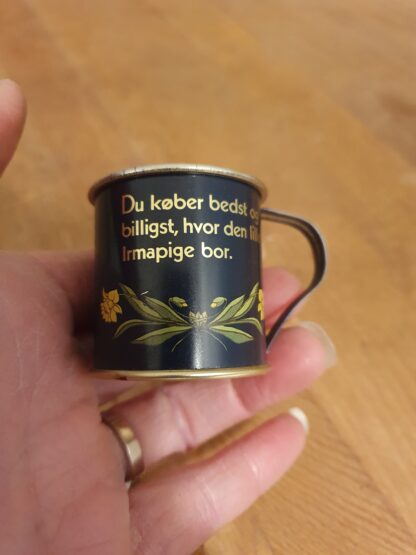 Du køber bedst
billigst, hvor den
Irmapige bor.